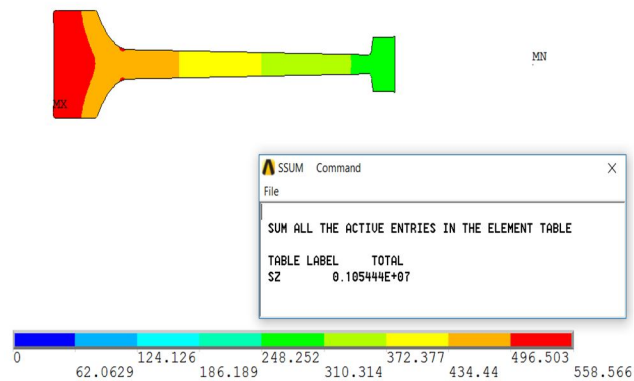 MN
MX
SSUM Command
File
SUM ALL THE ACTIVE ENTRIES IN THE ELEMENT TABLE
TABLE LABEL TOTAL
SZ 0.105444E+07
0 124.126 248.252 372.377 496.503
62.0629 186.189 310.314 434.44 558.566